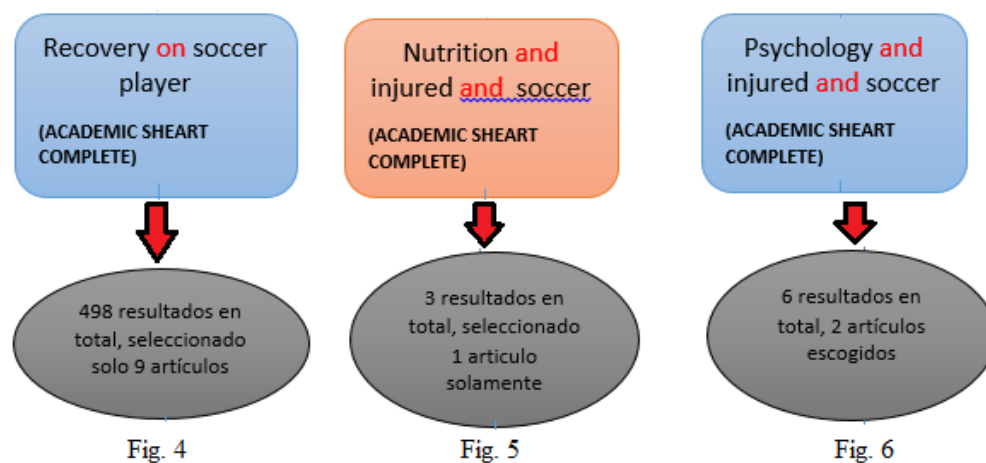 Recovery on soccer
player
(ACADEMIC SHEART
COMPLETE)
498 resultados en
total, seleccionado
solo 9 artículos
Fig. 4
Nutrition and
injured and soccer
(ACADEMIC SHEART
COMPLETE)
3 resultados en
total, seleccionado
1 articulo
solamente
Fig. 5
Psychology and
injured and soccer
(ACADEMIC SHEART
COMPLETE)
6 resultados en
total, 2 artículos
escogidos
Fig. 6